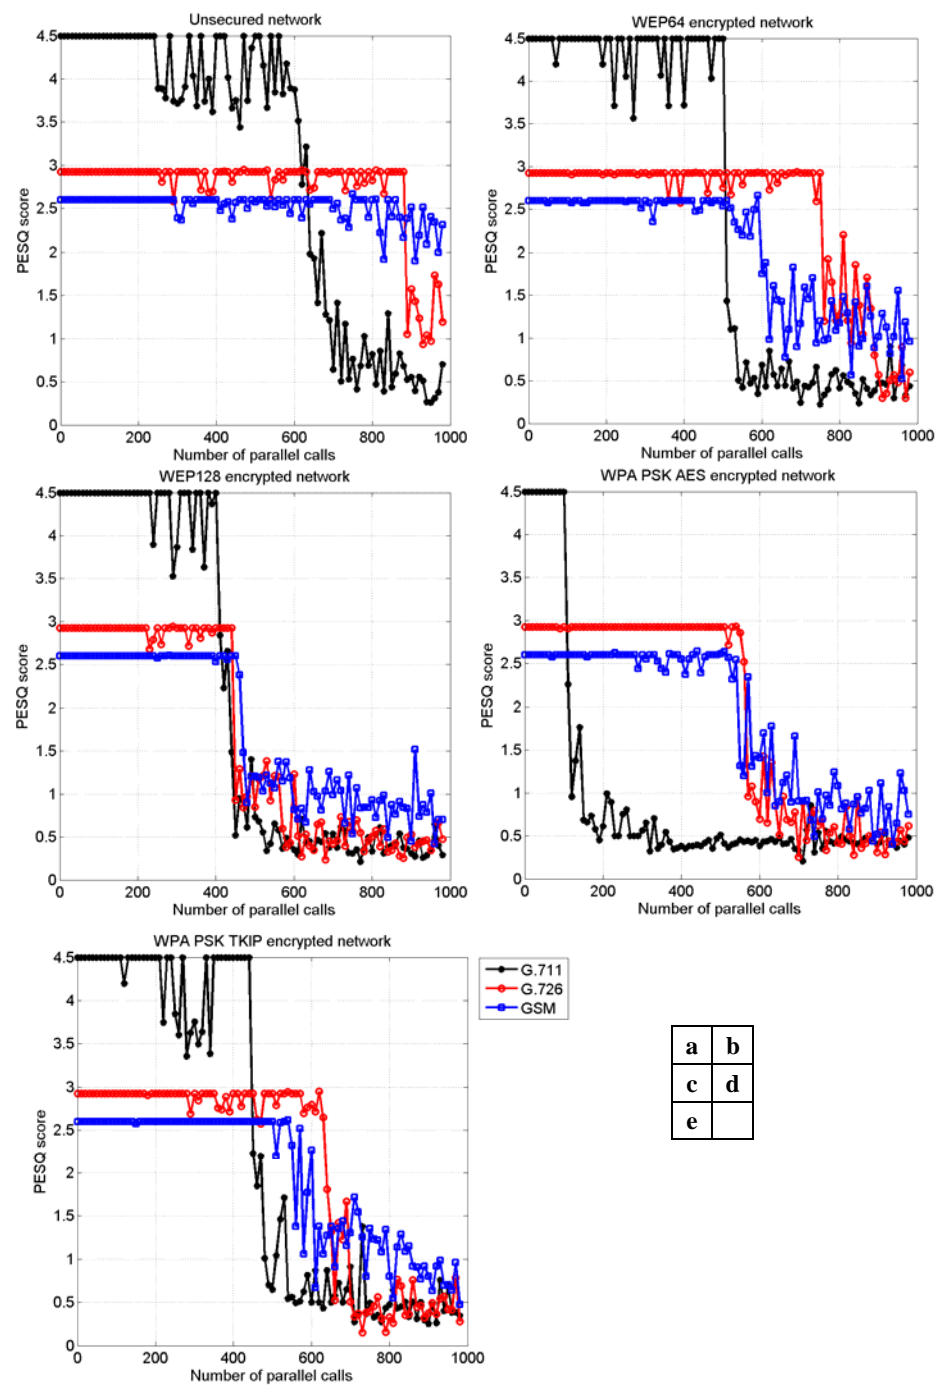 Unsecured network
4.5
4
3.5
3
2.5
2
1.5
1
0.5
0
PESQ score
0 200 400 600 800 1000
Number of parallel calls
WEP64 encrypted network
4.5
4
3.5
3
2.5
2
1.5
1
0.5
0
PESQ score
0 200 400 600 800 1000
Number of parallel calls
WEP128 encrypted network
4.5
4
3.5
3
2.5
2
1.5
1
0.5
0
PESQ score
0 200 400 600 800 1000
Number of parallel calls
WPA PSK AES encrypted network
4.5
4
3.5
3
2.5
2
1.5
1
0.5
0
PESQ score
0 200 400 600 800 1000
Number of parallel calls
WPA PSK TKIP encrypted network
4.5
4
3.5
3
2.5
2
1.5
1
0.5
0
PESQ score
0 200 400 600 800 1000
Number of parallel calls
G.711
G.726
GSM
a b
c d
e